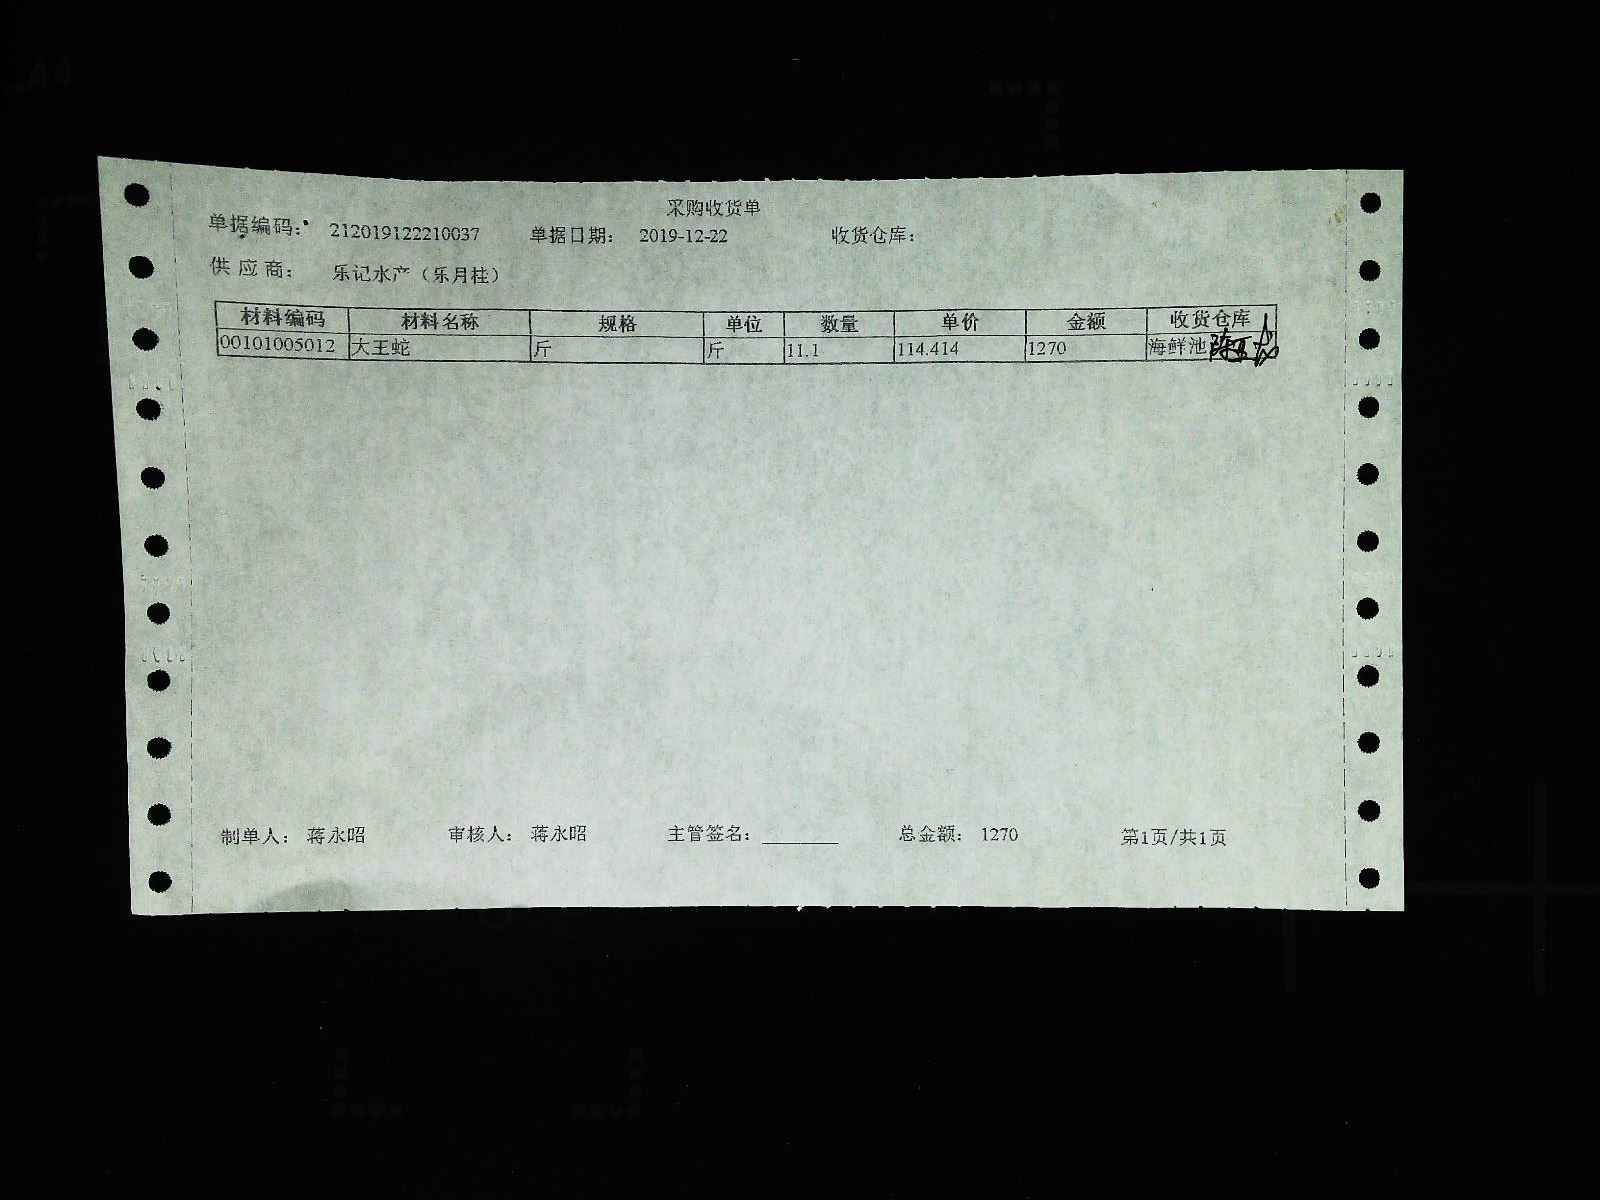 采购收货单
单据编码： 212019122210037 单据日期： 2019-12-22 收货仓库：
供应商： 乐记水产（乐月桂）
材料编码 材料名称 规格 单位 数量 单价 金额 收货仓库
00101005012 大王蛇 斤 斤 11.1 114.414 1270 海鲜池
制单人： 蒋永昭 审核人： 蒋永昭 主管签名：________ 总金额： 1270 第1页/共1页